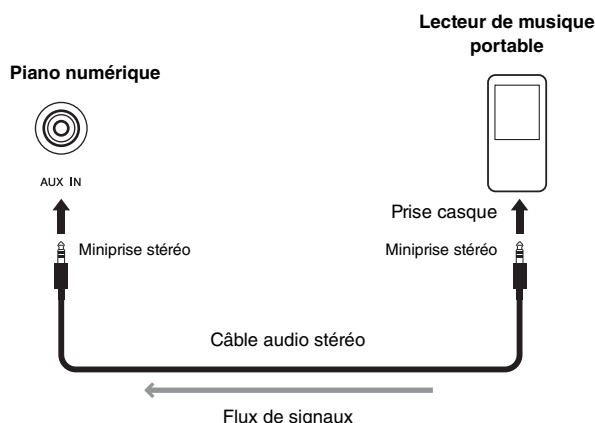 Lecteur de musique
portable
Piano numérique
AUX IN
Prise casque
Miniprise stéréo
Miniprise stéréo
Câble audio stéréo
Flux de signaux